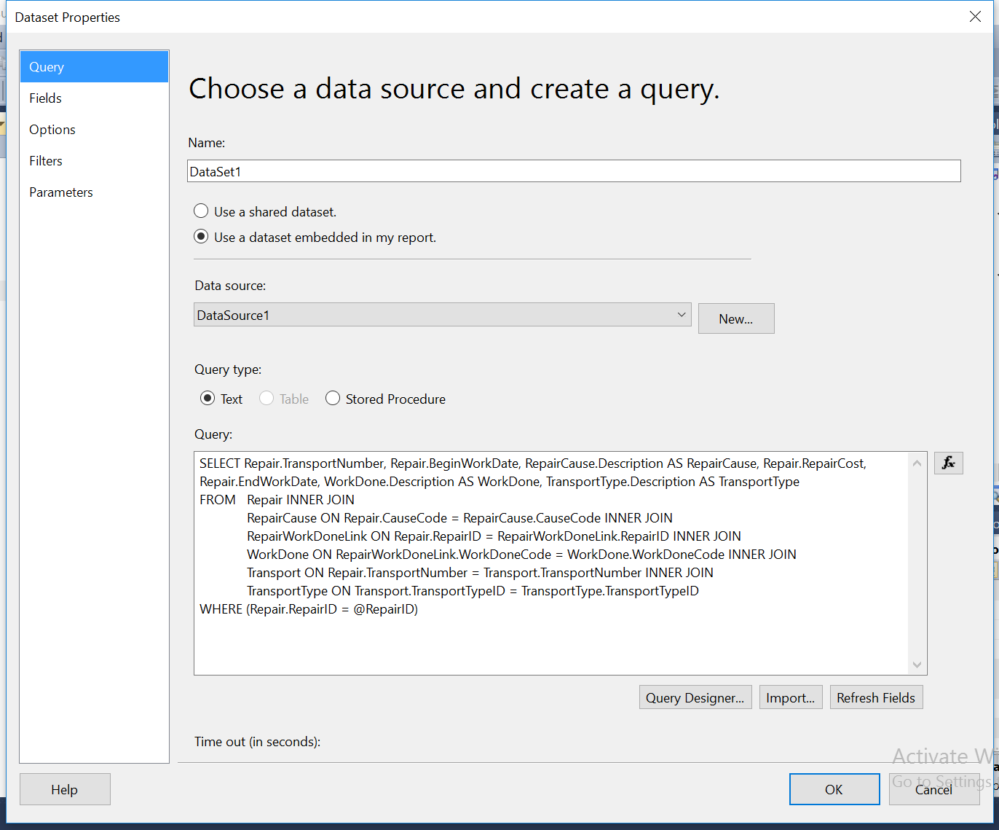 Dataset Properties
Query
Fields
Options
Filters
Parameters
Choose a data source and create a query.
Name:
DataSet1
Use a shared dataset.
Use a dataset embedded in my report.
Data source:
DataSource1
New...
Query type:
Text
Table
Stored Procedure
Query:
SELECT Repair.TransportNumber, Repair.BeginWorkDate, RepairCause.Description AS RepairCause, Repair.RepairCost,
Repair.EndWorkDate, WorkDone.Description AS WorkDone, TransportType.Description AS TransportType
FROM Repair INNER JOIN
RepairCause ON Repair.CauseCode = RepairCause.CauseCode INNER JOIN
RepairWorkDoneLink ON Repair.RepairID = RepairWorkDoneLink.RepairID INNER JOIN
WorkDone ON RepairWorkDoneLink.WorkDoneCode = WorkDone.WorkDoneCode INNER JOIN
Transport ON Repair.TransportNumber = Transport.TransportNumber INNER JOIN
TransportType ON Transport.TransportTypeID = TransportType.TransportTypeID
WHERE (Repair.RepairID = @RepairID)
fx
Query Designer...
Import...
Refresh Fields
Time out (in seconds):
Activate Wi
Go to Settings
Help
OK
Cancel